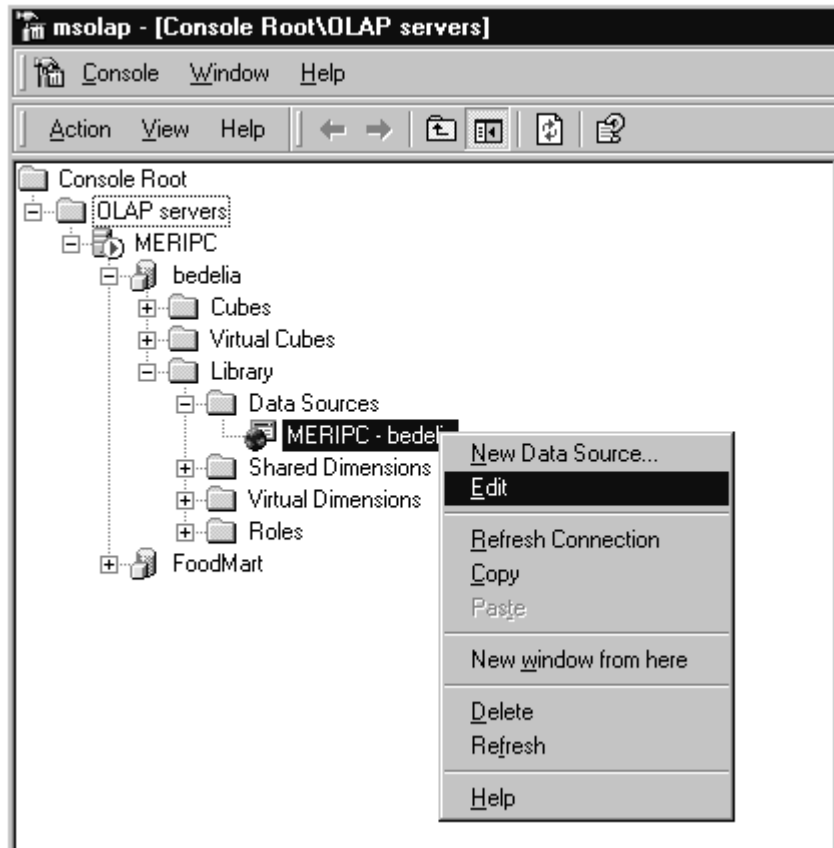 msolap - [Console Root\OLAP servers]
Console Window Help
Action View Help
Console Root
OLAP servers
MERIPC
bedelia
Cubes
Virtual Cubes
Library
Data Sources
MERIPC - bedeli
Shared Dimensions
Virtual Dimensions
Roles
FoodMart
New Data Source...
Edit
Refresh Connection
Copy
Paste
New window from here
Delete
Refresh
Help